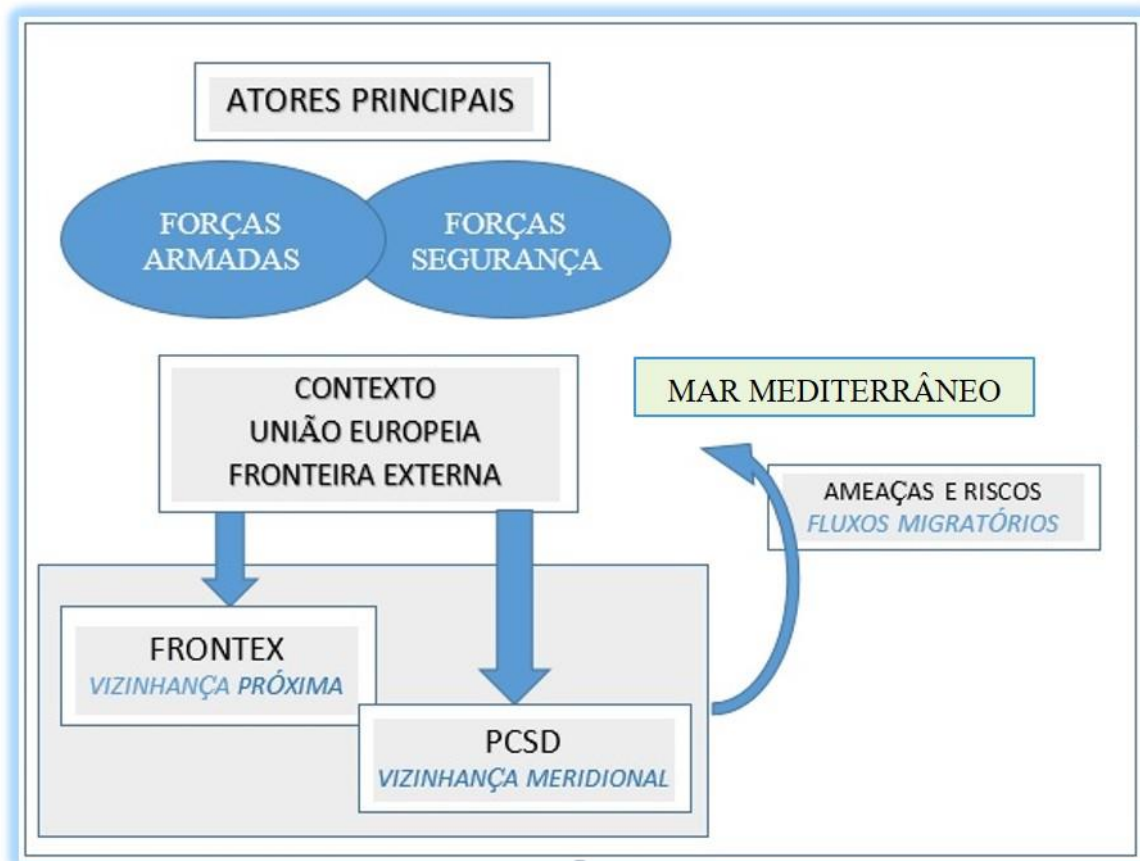 ATORES PRINCIPAIS
FORÇAS
ARMADAS
FORÇAS
SEGURANÇA
CONTEXTO
UNIÃO EUROPEIA
FRONTEIRA EXTERNA
MAR MEDITERRÂNEO
AMEAÇAS E RISCOS
FLUXOS MIGRATÓRIOS
FRONTEX
VIZINHANÇA PRÓXIMA
PCSD
VIZINHANÇA MERIDIONAL